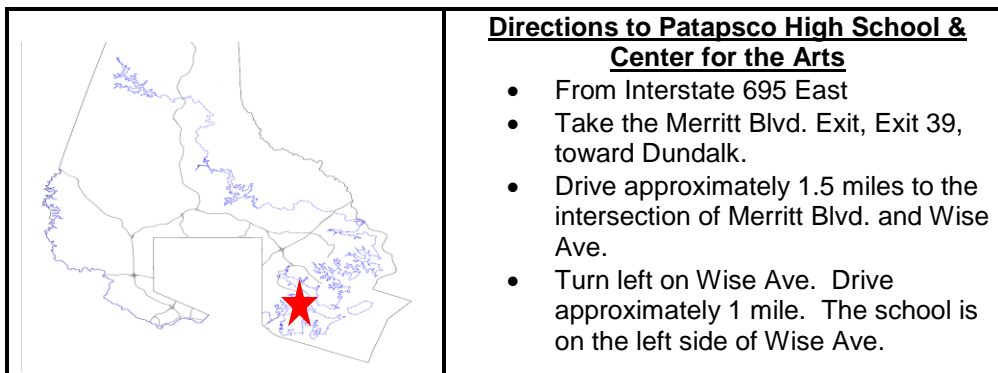 Directions to Patapsco High School &
Center for the Arts
• From Interstate 695 East
• Take the Merritt Blvd. Exit, Exit 39,
toward Dundalk.
• Drive approximately 1.5 miles to the
intersection of Merritt Blvd. and Wise
Ave.
• Turn left on Wise Ave.  Drive
approximately 1 mile.  The school is
on the left side of Wise Ave.